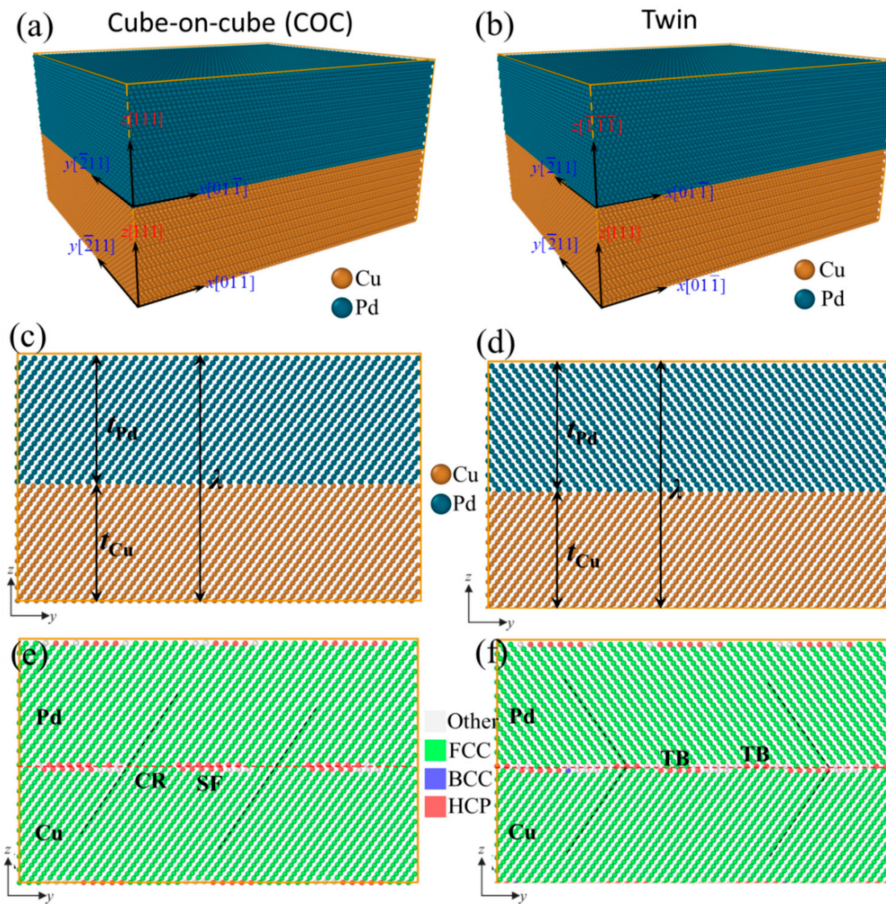 (a) Cube-on-cube (COC)
(b) Twin
z[111]
y[2̄11]
x[011̄]
z[111]
y[2̄11]
x[011̄]
Cu
Pd
z[1̄1̄1̄]
y[2̄11]
x[011̄]
z[111]
y[2̄11]
x[011̄]
Cu
Pd
(c)
tPd
λ
tCu
z
y
Cu
Pd
(d)
tPd
λ
tCu
z
y
(e)
Pd
CR
SF
Cu
z
y
Other
FCC
BCC
HCP
(f)
Pd
TB
TB
Cu
z
y